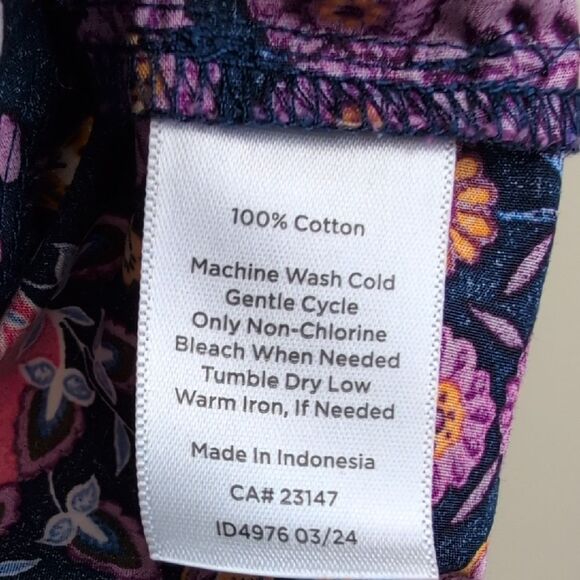 100% Cotton
Machine Wash Cold
Gentle Cycle
Only Non-Chlorine
Bleach When Needed
Tumble Dry Low
Warm Iron, If Needed
Made In Indonesia
CA# 23147
ID4976 03/24